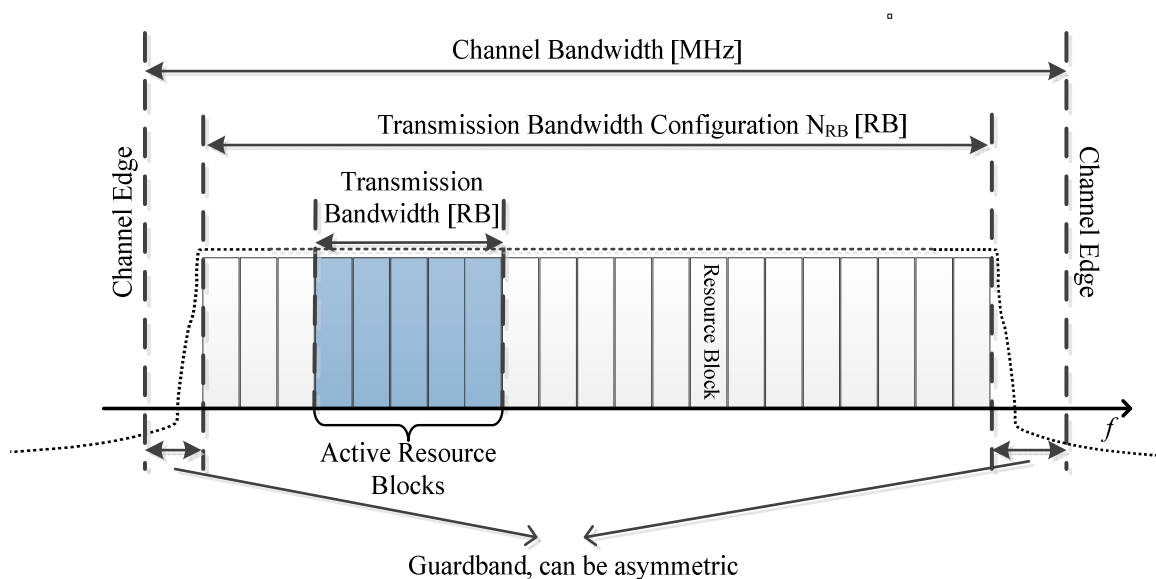 Channel Bandwidth [MHz]
Transmission Bandwidth Configuration N_RB [RB]
Channel Edge
Transmission
Bandwidth [RB]
Channel Edge
Resource Block
f
Active Resource
Blocks
Guardband, can be asymmetric